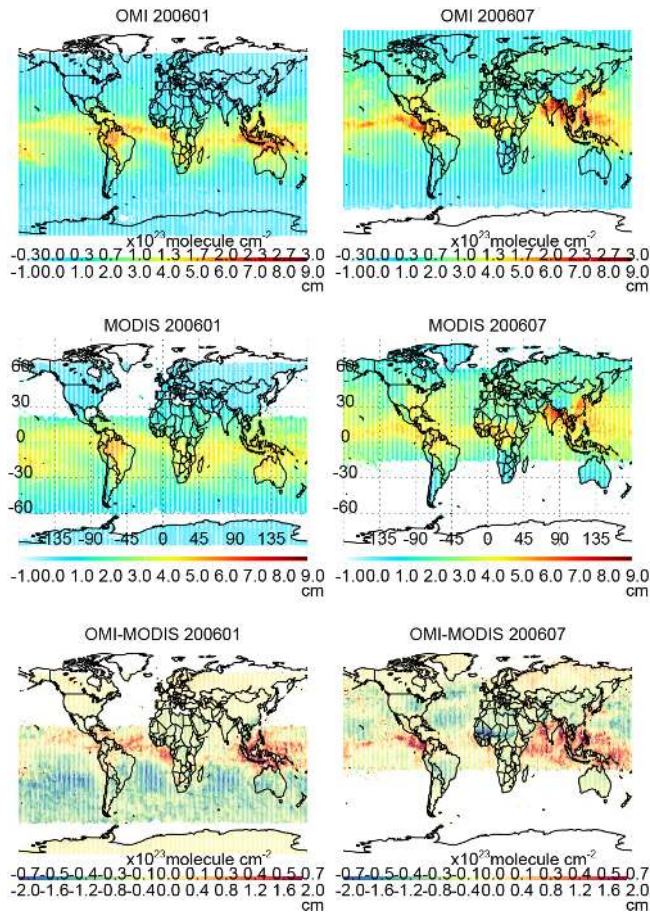 OMI 200601
OMI 200607
x10²³molecule cm⁻²
-0.30.0 0.3 0.7 1.0 1.3 1.7 2.0 2.3 2.7 3.0
-1.00.0 1.0 2.0 3.0 4.0 5.0 6.0 7.0 8.0 9.0
cm
x10²³molecule cm⁻²
-0.30.0 0.3 0.7 1.0 1.3 1.7 2.0 2.3 2.7 3.0
-1.00.0 1.0 2.0 3.0 4.0 5.0 6.0 7.0 8.0 9.0
cm
MODIS 200601
MODIS 200607
60
30
0
-30
-60
-135 -90 -45 0 45 90 135
-1.00.0 1.0 2.0 3.0 4.0 5.0 6.0 7.0 8.0 9.0
cm
60
30
0
-30
-60
-135 -90 -45 0 45 90 135
-1.00.0 1.0 2.0 3.0 4.0 5.0 6.0 7.0 8.0 9.0
cm
OMI-MODIS 200601
OMI-MODIS 200607
x10²³molecule cm⁻²
-0.7-0.5-0.4-0.3-0.10.0 0.1 0.3 0.4 0.5 0.7
-2.0-1.6-1.2-0.8-0.40.0 0.4 0.8 1.2 1.6 2.0
cm
x10²³molecule cm⁻²
-0.7-0.5-0.4-0.3-0.10.0 0.1 0.3 0.4 0.5 0.7
-2.0-1.6-1.2-0.8-0.40.0 0.4 0.8 1.2 1.6 2.0
cm